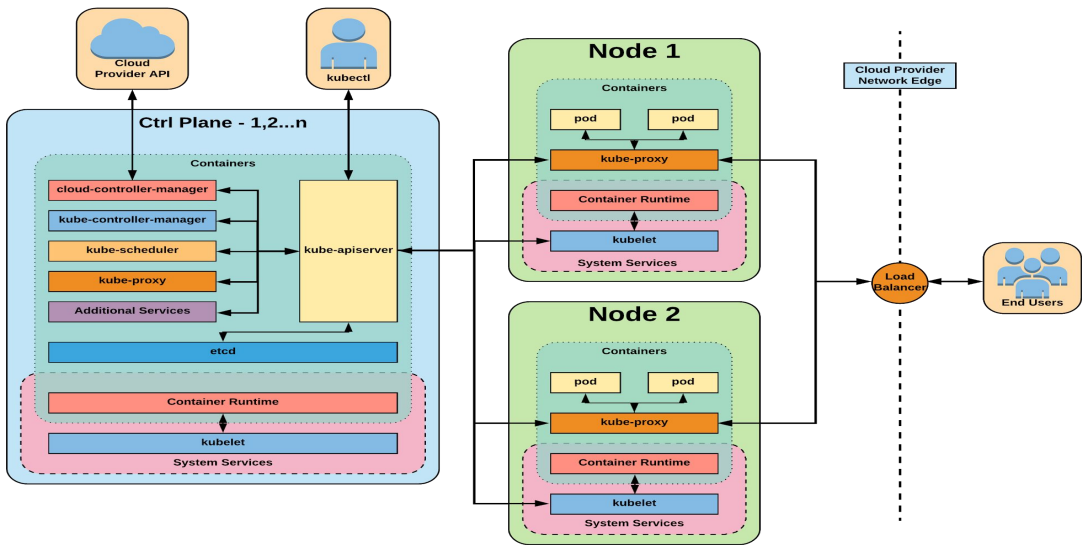 Cloud
Provider API
kubectl
Ctrl Plane - 1,2...n
Containers
cloud-controller-manager
kube-controller-manager
kube-scheduler
kube-proxy
Additional Services
kube-apiserver
etcd
Container Runtime
kubelet
System Services
Node 1
Containers
pod
pod
kube-proxy
Container Runtime
kubelet
System Services
Node 2
Containers
pod
pod
kube-proxy
Container Runtime
kubelet
System Services
Cloud Provider
Network Edge
Load
Balancer
End Users